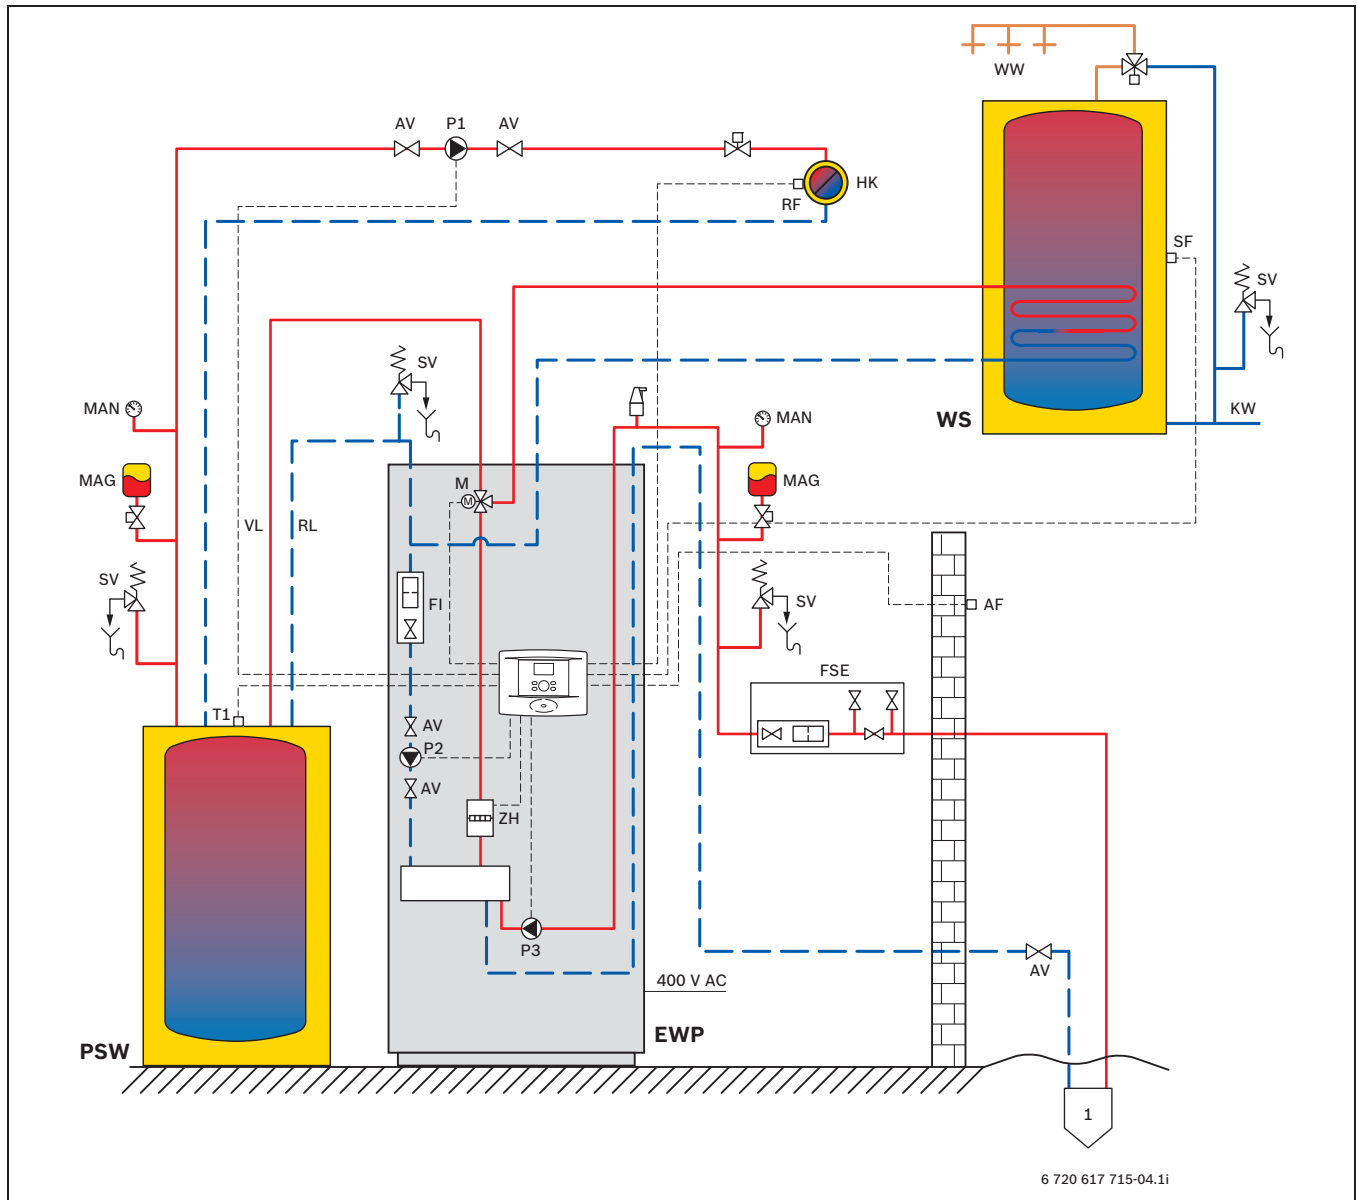 WW
AV
P1
AV
HK
RF
SF
SV
SV
MAN
MAN
WS
KW
MAG
M
M
MAG
VL
RL
SV
FI
SV
AF
FSE
T1
AV
P2
AV
ZH
P3
AV
400 V AC
EWP
PSW
1
6 720 617 715-04.1i